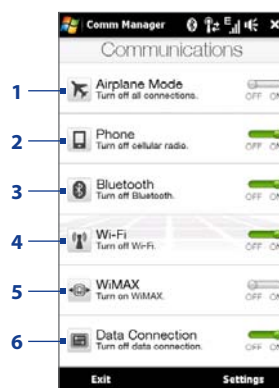 Comm Manager
Communications
1
Airplane Mode
Turn off all connections.
OFF ON
2
Phone
Turn off cellular radio.
OFF ON
3
Bluetooth
Turn off Bluetooth.
OFF ON
4
Wi-Fi
Turn off Wi-Fi.
OFF ON
5
WiMAX
Turn on WiMAX.
OFF ON
6
Data Connection
Turn off data connection.
OFF ON
Exit Settings